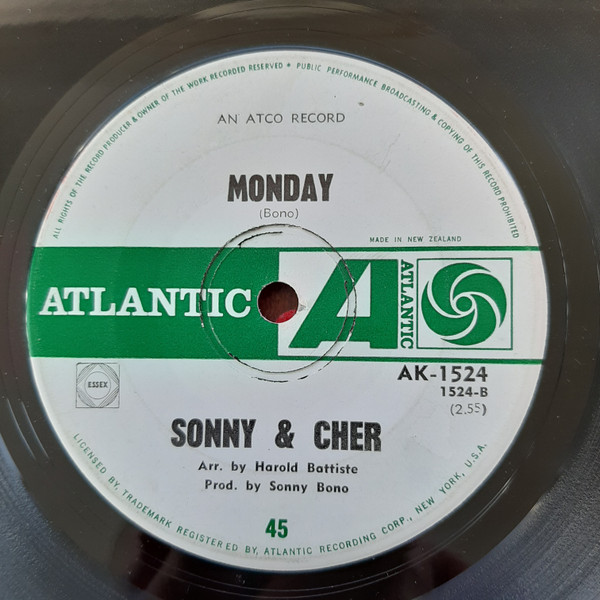 ALL RIGHTS OF THE RECORD PRODUCER & OWNER OF THE WORK RECORDED RESERVED • PUBLIC PERFORMANCE BROADCASTING & COPYING OF THIS RECORD PROHIBITED
AN ATCO RECORD
MONDAY
(Bono)
MADE IN NEW ZEALAND
ATLANTIC
A
ATLANTIC
AK-1524
1524-B
(2.55)
ESSEX
SONNY & CHER
Arr. by Harold Battiste
Prod. by Sonny Bono
45
LICENSED BY, TRADEMARK REGISTERED BY, ATLANTIC RECORDING CORP., NEW YORK, U.S.A.